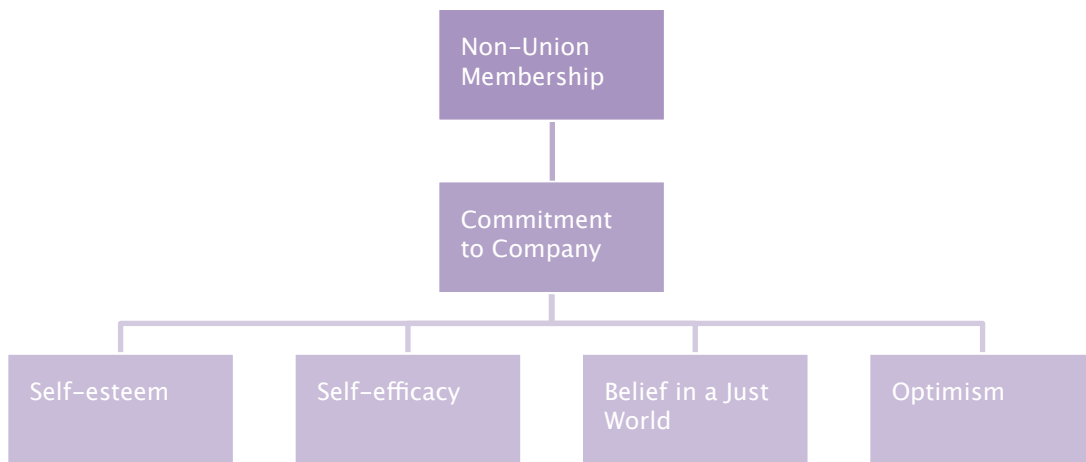 Non-Union
Membership
Commitment
to Company
Self-esteem
Self-efficacy
Belief in a Just
World
Optimism